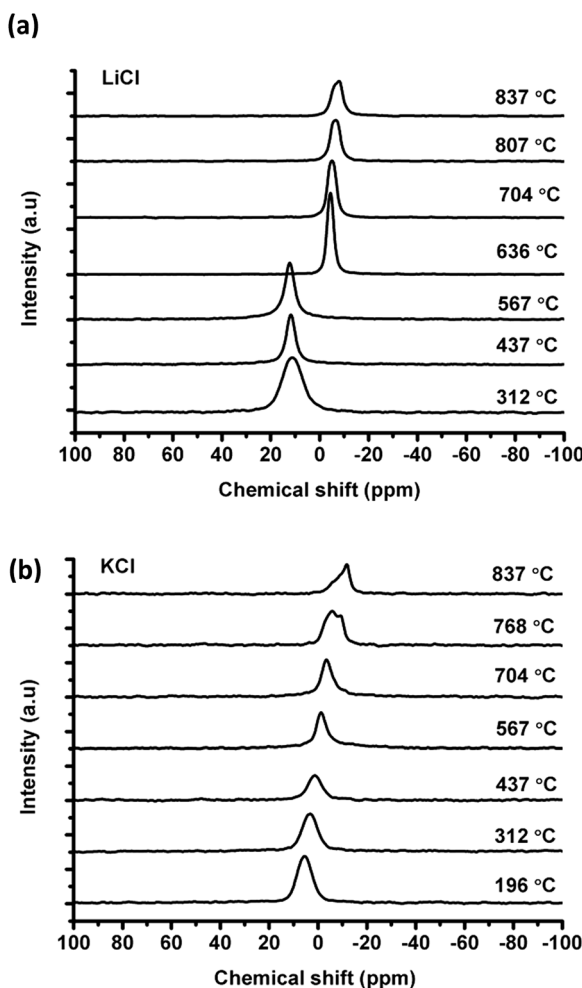 (a)
LiCl
837 °C
807 °C
704 °C
636 °C
567 °C
437 °C
312 °C
Intensity (a.u)
100 80 60 40 20 0 -20 -40 -60 -80 -100
Chemical shift (ppm)
(b)
KCl
837 °C
768 °C
704 °C
567 °C
437 °C
312 °C
196 °C
Intensity (a.u)
100 80 60 40 20 0 -20 -40 -60 -80 -100
Chemical shift (ppm)